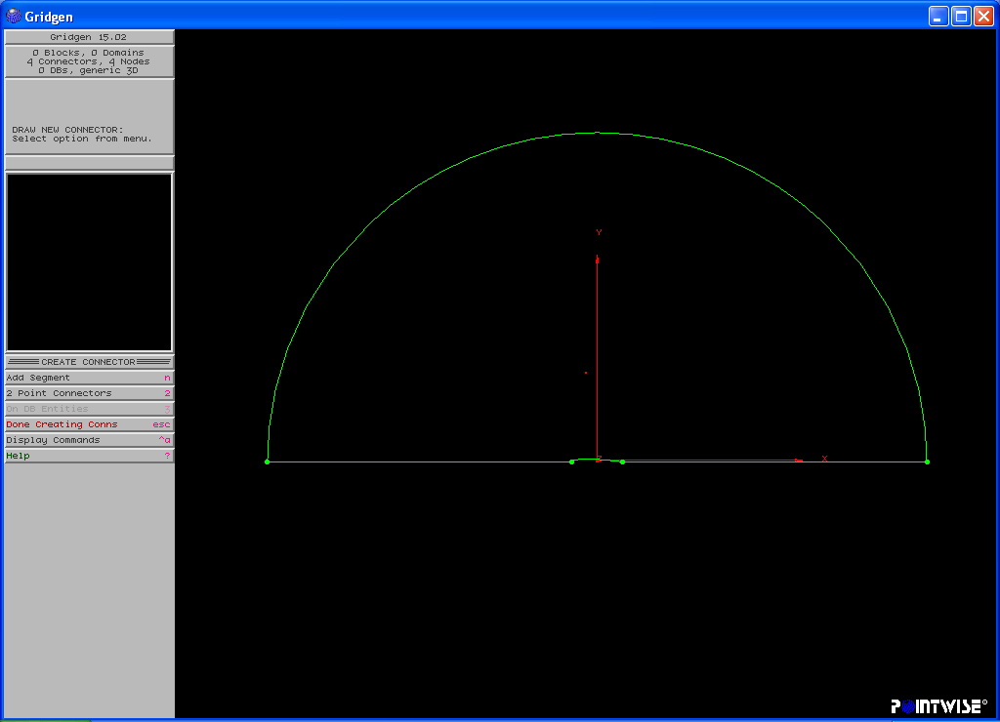 Gridgen
Gridgen 15.02
0 Blocks, 0 Domains
4 Connectors, 4 Nodes
0 DBs, generic 3D
DRAW NEW CONNECTOR:
Select option from menu.
CREATE CONNECTOR
Add Segment n
2 Point Connectors 2
On DB Entities 3
Done Creating Conns esc
Display Commands ^a
Help ?
Y
X
POINTWISE®